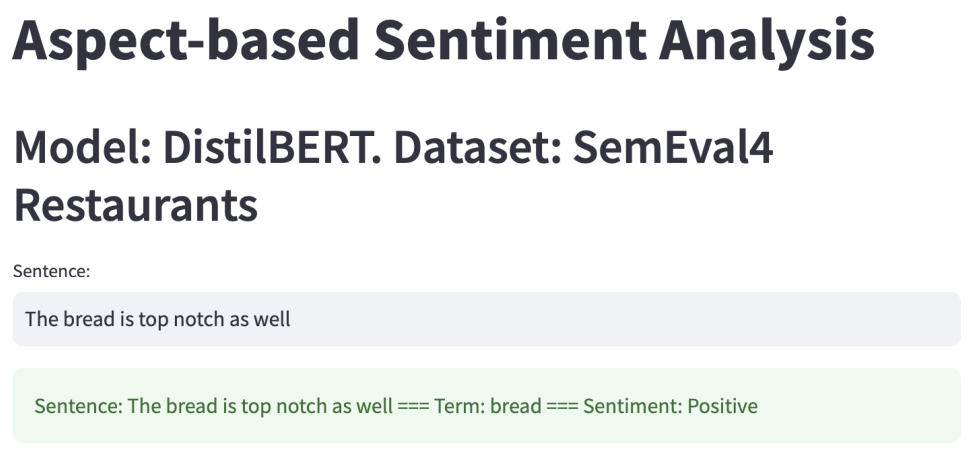 Aspect-based Sentiment Analysis
Model: DistilBERT. Dataset: SemEval4
Restaurants
Sentence:
The bread is top notch as well
Sentence: The bread is top notch as well === Term: bread === Sentiment: Positive